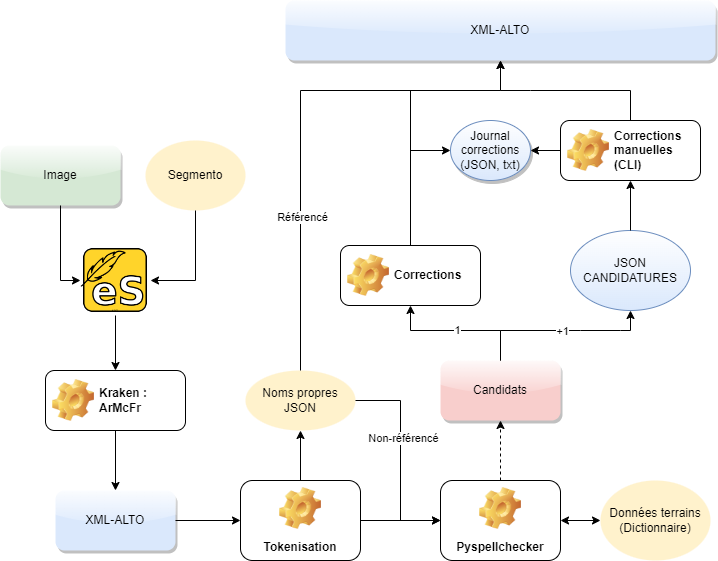 XML-ALTO
Journal
corrections
(JSON, txt)
Corrections
manuelles
(CLI)
Image
Segmento
Référencé
eS
Corrections
JSON
CANDIDATURES
1
+1
Kraken :
ArMcFr
Noms propres
JSON
Candidats
Non-référencé
XML-ALTO
Tokenisation
Pyspellchecker
Données terrains
(Dictionnaire)